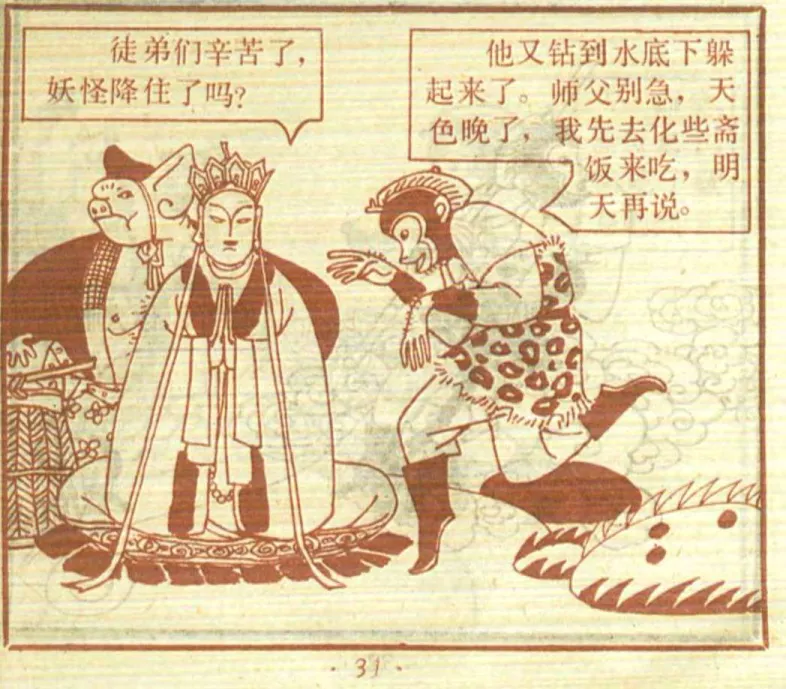 徒弟们辛苦了，
妖怪降住了吗？
他又钻到水底下躲
起来了。师父别急，天
色晚了，我先去化些斋
饭来吃，明
天再说。
·31·